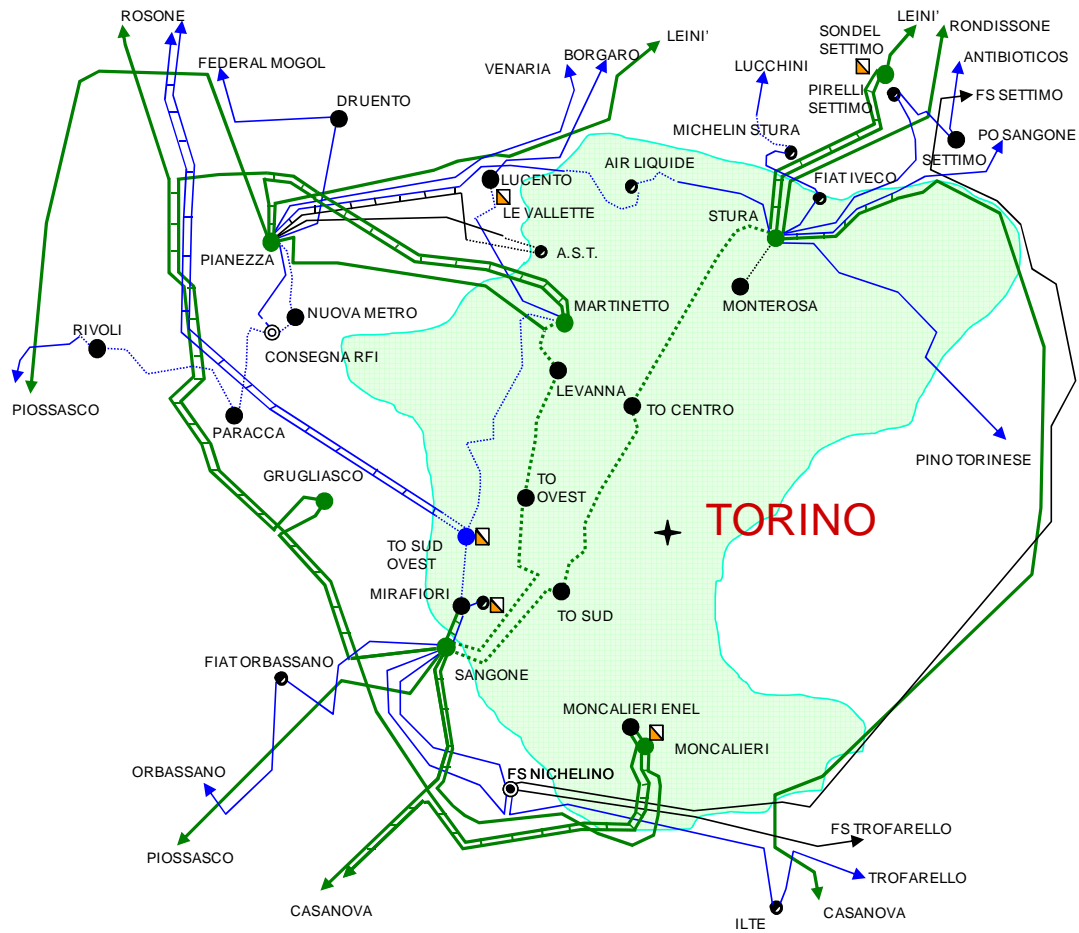 ROSONE
FEDERAL MOGOL
DRUENTO
VENARIA
BORGARO
LEINI'
LUCCHINI
SONDEL
SETTIMO
LEINI'
RONDISSONE
ANTIBIOTICOS
FS SETTIMO
PIRELLI
SETTIMO
PO SANGONE
MICHELIN STURA
SETTIMO
AIR LIQUIDE
FIAT IVECO
LUCENTO
LE VALLETTE
STURA
A.S.T.
PIANEZZA
MONTEROSA
MARTINETTO
NUOVA METRO
RIVOLI
CONSEGNA RFI
LEVANNA
TO CENTRO
PIOSSASCO
PARACCA
PINO TORINESE
GRUGLIASCO
TO
OVEST
TORINO
TO SUD
OVEST
MIRAFIORI
TO SUD
FIAT ORBASSANO
SANGONE
MONCALIERI ENEL
MONCALIERI
ORBASSANO
FS NICHELINO
FS TROFARELLO
PIOSSASCO
TROFARELLO
CASANOVA
ILTE
CASANOVA